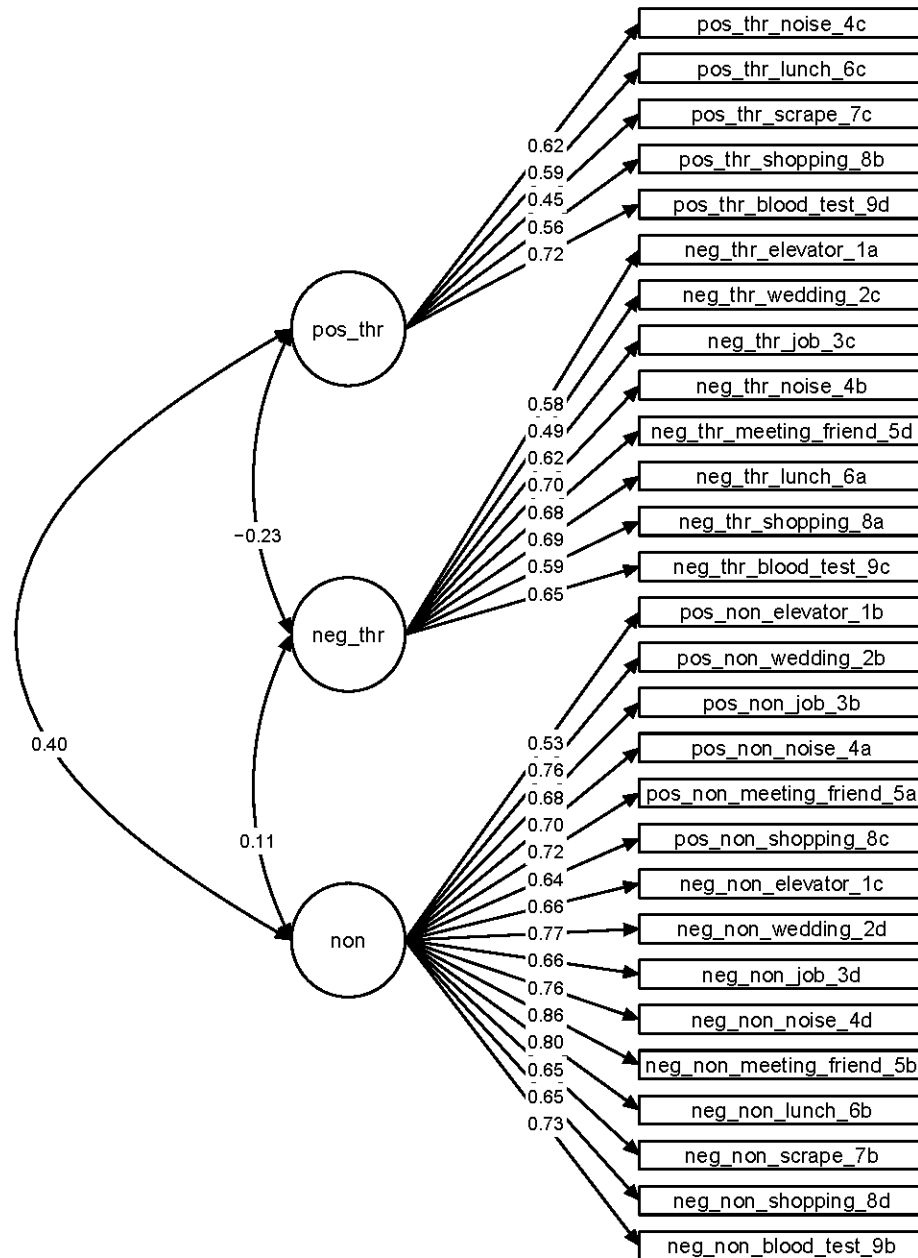 pos_thr_noise_4c
pos_thr_lunch_6c
pos_thr_scrape_7c
pos_thr_shopping_8b
pos_thr_blood_test_9d
neg_thr_elevator_1a
neg_thr_wedding_2c
neg_thr_job_3c
neg_thr_noise_4b
neg_thr_meeting_friend_5d
neg_thr_lunch_6a
neg_thr_shopping_8a
neg_thr_blood_test_9c
pos_non_elevator_1b
pos_non_wedding_2b
pos_non_job_3b
pos_non_noise_4a
pos_non_meeting_friend_5a
pos_non_shopping_8c
neg_non_elevator_1c
neg_non_wedding_2d
neg_non_job_3d
neg_non_noise_4d
neg_non_meeting_friend_5b
neg_non_lunch_6b
neg_non_scrape_7b
neg_non_shopping_8d
neg_non_blood_test_9b
0.62
0.59
0.45
0.56
0.72
0.58
0.49
0.62
0.70
0.68
0.69
0.59
0.65
0.53
0.76
0.68
0.70
0.72
0.64
0.66
0.77
0.66
0.76
0.86
0.80
0.65
0.65
0.73
pos_thr
neg_thr
non
−0.23
0.40
0.11